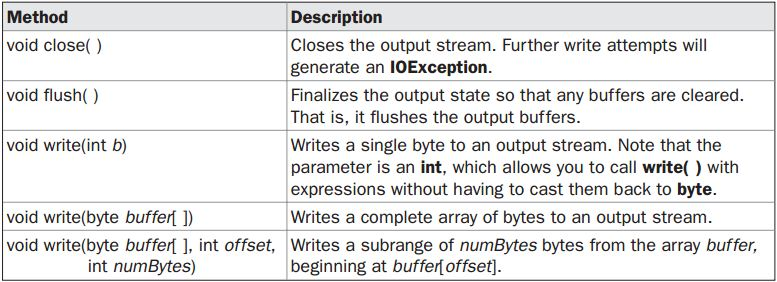 Method Description
void close( ) Closes the output stream. Further write attempts will
generate an IOException.
void flush( ) Finalizes the output state so that any buffers are cleared.
That is, it flushes the output buffers.
void write(int b) Writes a single byte to an output stream. Note that the
parameter is an int, which allows you to call write( ) with
expressions without having to cast them back to byte.
void write(byte buffer[ ]) Writes a complete array of bytes to an output stream.
void write(byte buffer[ ], int offset, Writes a subrange of numBytes bytes from the array buffer,
int numBytes) beginning at buffer[offset].